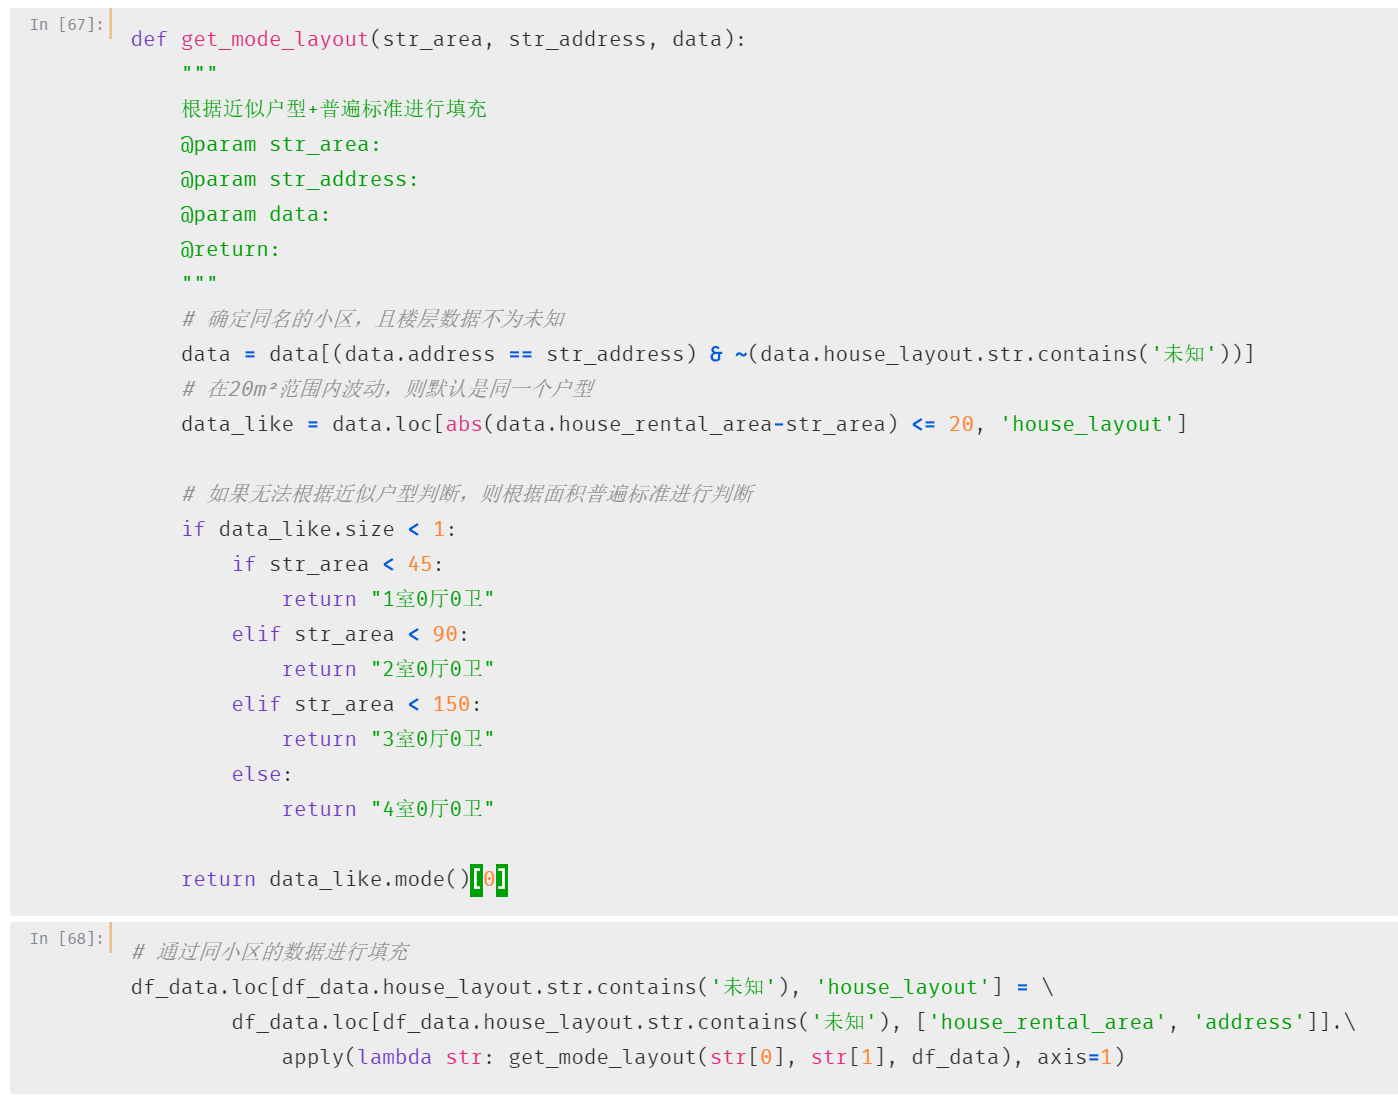 In [67]:
def get_mode_layout(str_area, str_address, data):
    """
    根据近似户型+普遍标准进行填充
    @param str_area:
    @param str_address:
    @param data:
    @return:
    """
    # 确定同名的小区，且楼层数据不为未知
    data = data[(data.address == str_address) & ~(data.house_layout.str.contains('未知'))]
    # 在20m²范围内波动，则默认是同一个户型
    data_like = data.loc[abs(data.house_rental_area-str_area) <= 20, 'house_layout']
    # 如果无法根据近似户型判断，则根据面积普遍标准进行判断
    if data_like.size < 1:
        if str_area < 45:
            return "1室0厅0卫"
        elif str_area < 90:
            return "2室0厅0卫"
        elif str_area < 150:
            return "3室0厅0卫"
        else:
            return "4室0厅0卫"
    return data_like.mode()[0]
In [68]:
# 通过同小区的数据进行填充
df_data.loc[df_data.house_layout.str.contains('未知'), 'house_layout'] = \
        df_data.loc[df_data.house_layout.str.contains('未知'), ['house_rental_area', 'address']].\
            apply(lambda str: get_mode_layout(str[0], str[1], df_data), axis=1)